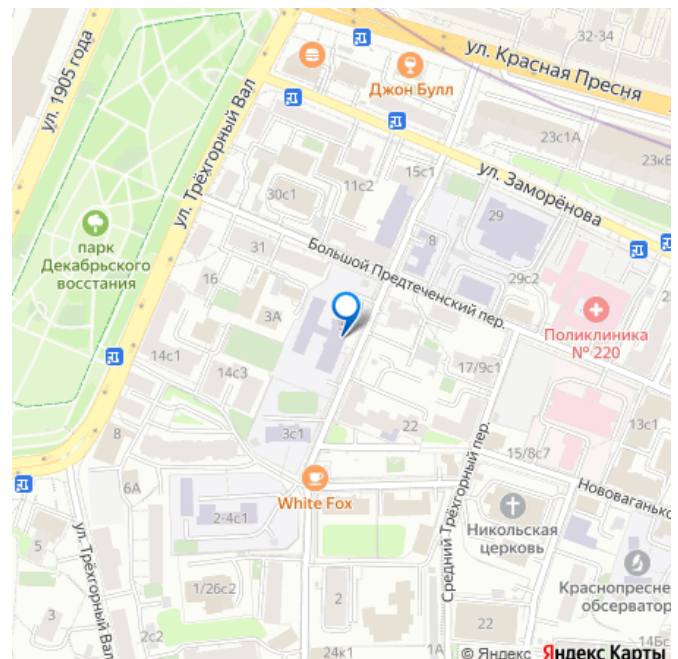 ул. 1905 года
ул. Красная Пресня
32-34
Джон Булл
ул. Трёхгорный Вал
23с1А
15с1
ул. Заморёнова
11с2
30с1
29
8
парк
Декабрьского
восстания
31
Большой Предтеченский пер.
16
29с2
3А
Поликлиника
№ 220
14с1
14с3
17/9с1
8
3с1
22
13с1
15/8с7
6А
White Fox
Нововаганько
2-4с1
Никольская
церковь
Средний Трёхгорный пер.
5
ул. Трёхгорный Вал
1/26с2
2
Краснопресне
обсерватор
3
22
2с2
24к1
1А
14Бс
© Яндекс Яндекс Карты